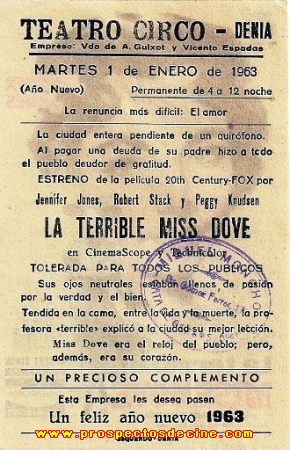 TEATRO CIRCO - DENIA
Empresa: Vda de A. Guixot y Vicente Espadas
MARTES 1 de ENERO de 1963
(Año Nuevo) Permanente de 4 a 12 noche
La renuncia más difícil: El amor
La ciudad entera pendiente de un quirófano.
Al pagar una deuda de su padre hizo a todo
el pueblo deudor de gratitud.
ESTRENO de la película 20th Century-FOX por
Jennifer Jones, Robert Stack y Peggy Knudsen
LA TERRIBLE MISS DOVE
en CinemaScope y Technicolor
TOLERADA PARA TODOS LOS PUBLICOS
Sus ojos neutrales estaban llenos de pasión
por la verdad y el bien.
Tendida en la cama, entre la vida y la muerte, la pro-
fesora «terrible» explicó a la ciudad su mejor lección.
Miss Dove era el reloj del pueblo; pero,
además, era su corazón.
UN PRECIOSO COMPLEMENTO
Esta Empresa les desea pasen
Un feliz año nuevo 1963
www.prospectosdecine.com
IZQUERDO-DENIA